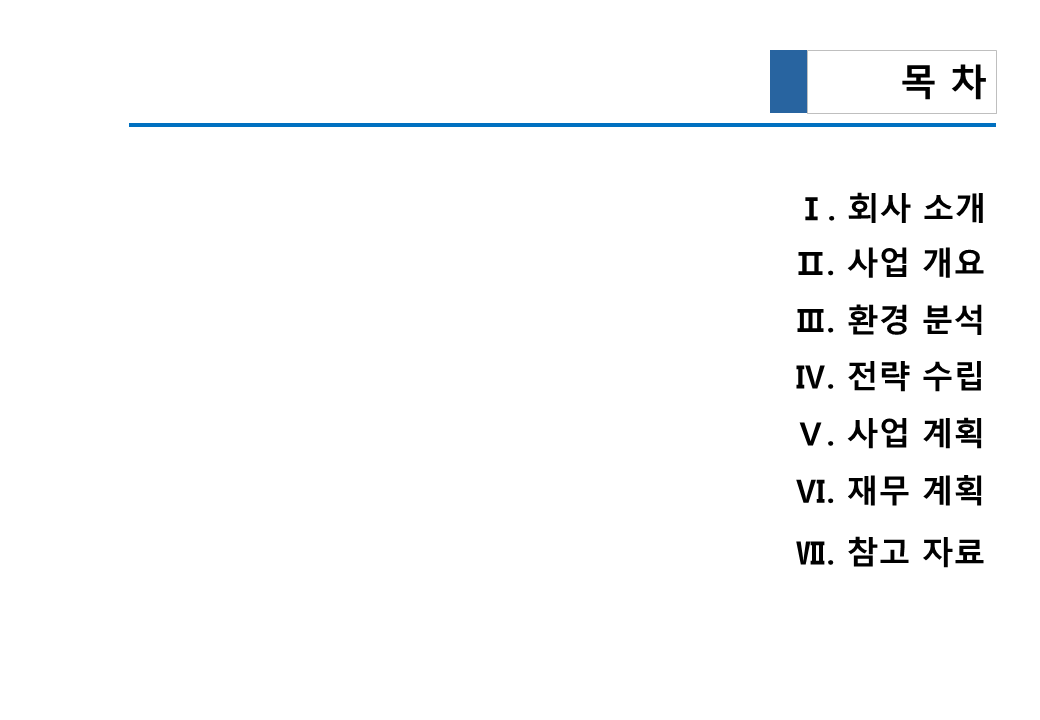 목 차
Ⅰ. 회사 소개
Ⅱ. 사업 개요
Ⅲ. 환경 분석
Ⅳ. 전략 수립
Ⅴ. 사업 계획
Ⅵ. 재무 계획
Ⅶ. 참고 자료